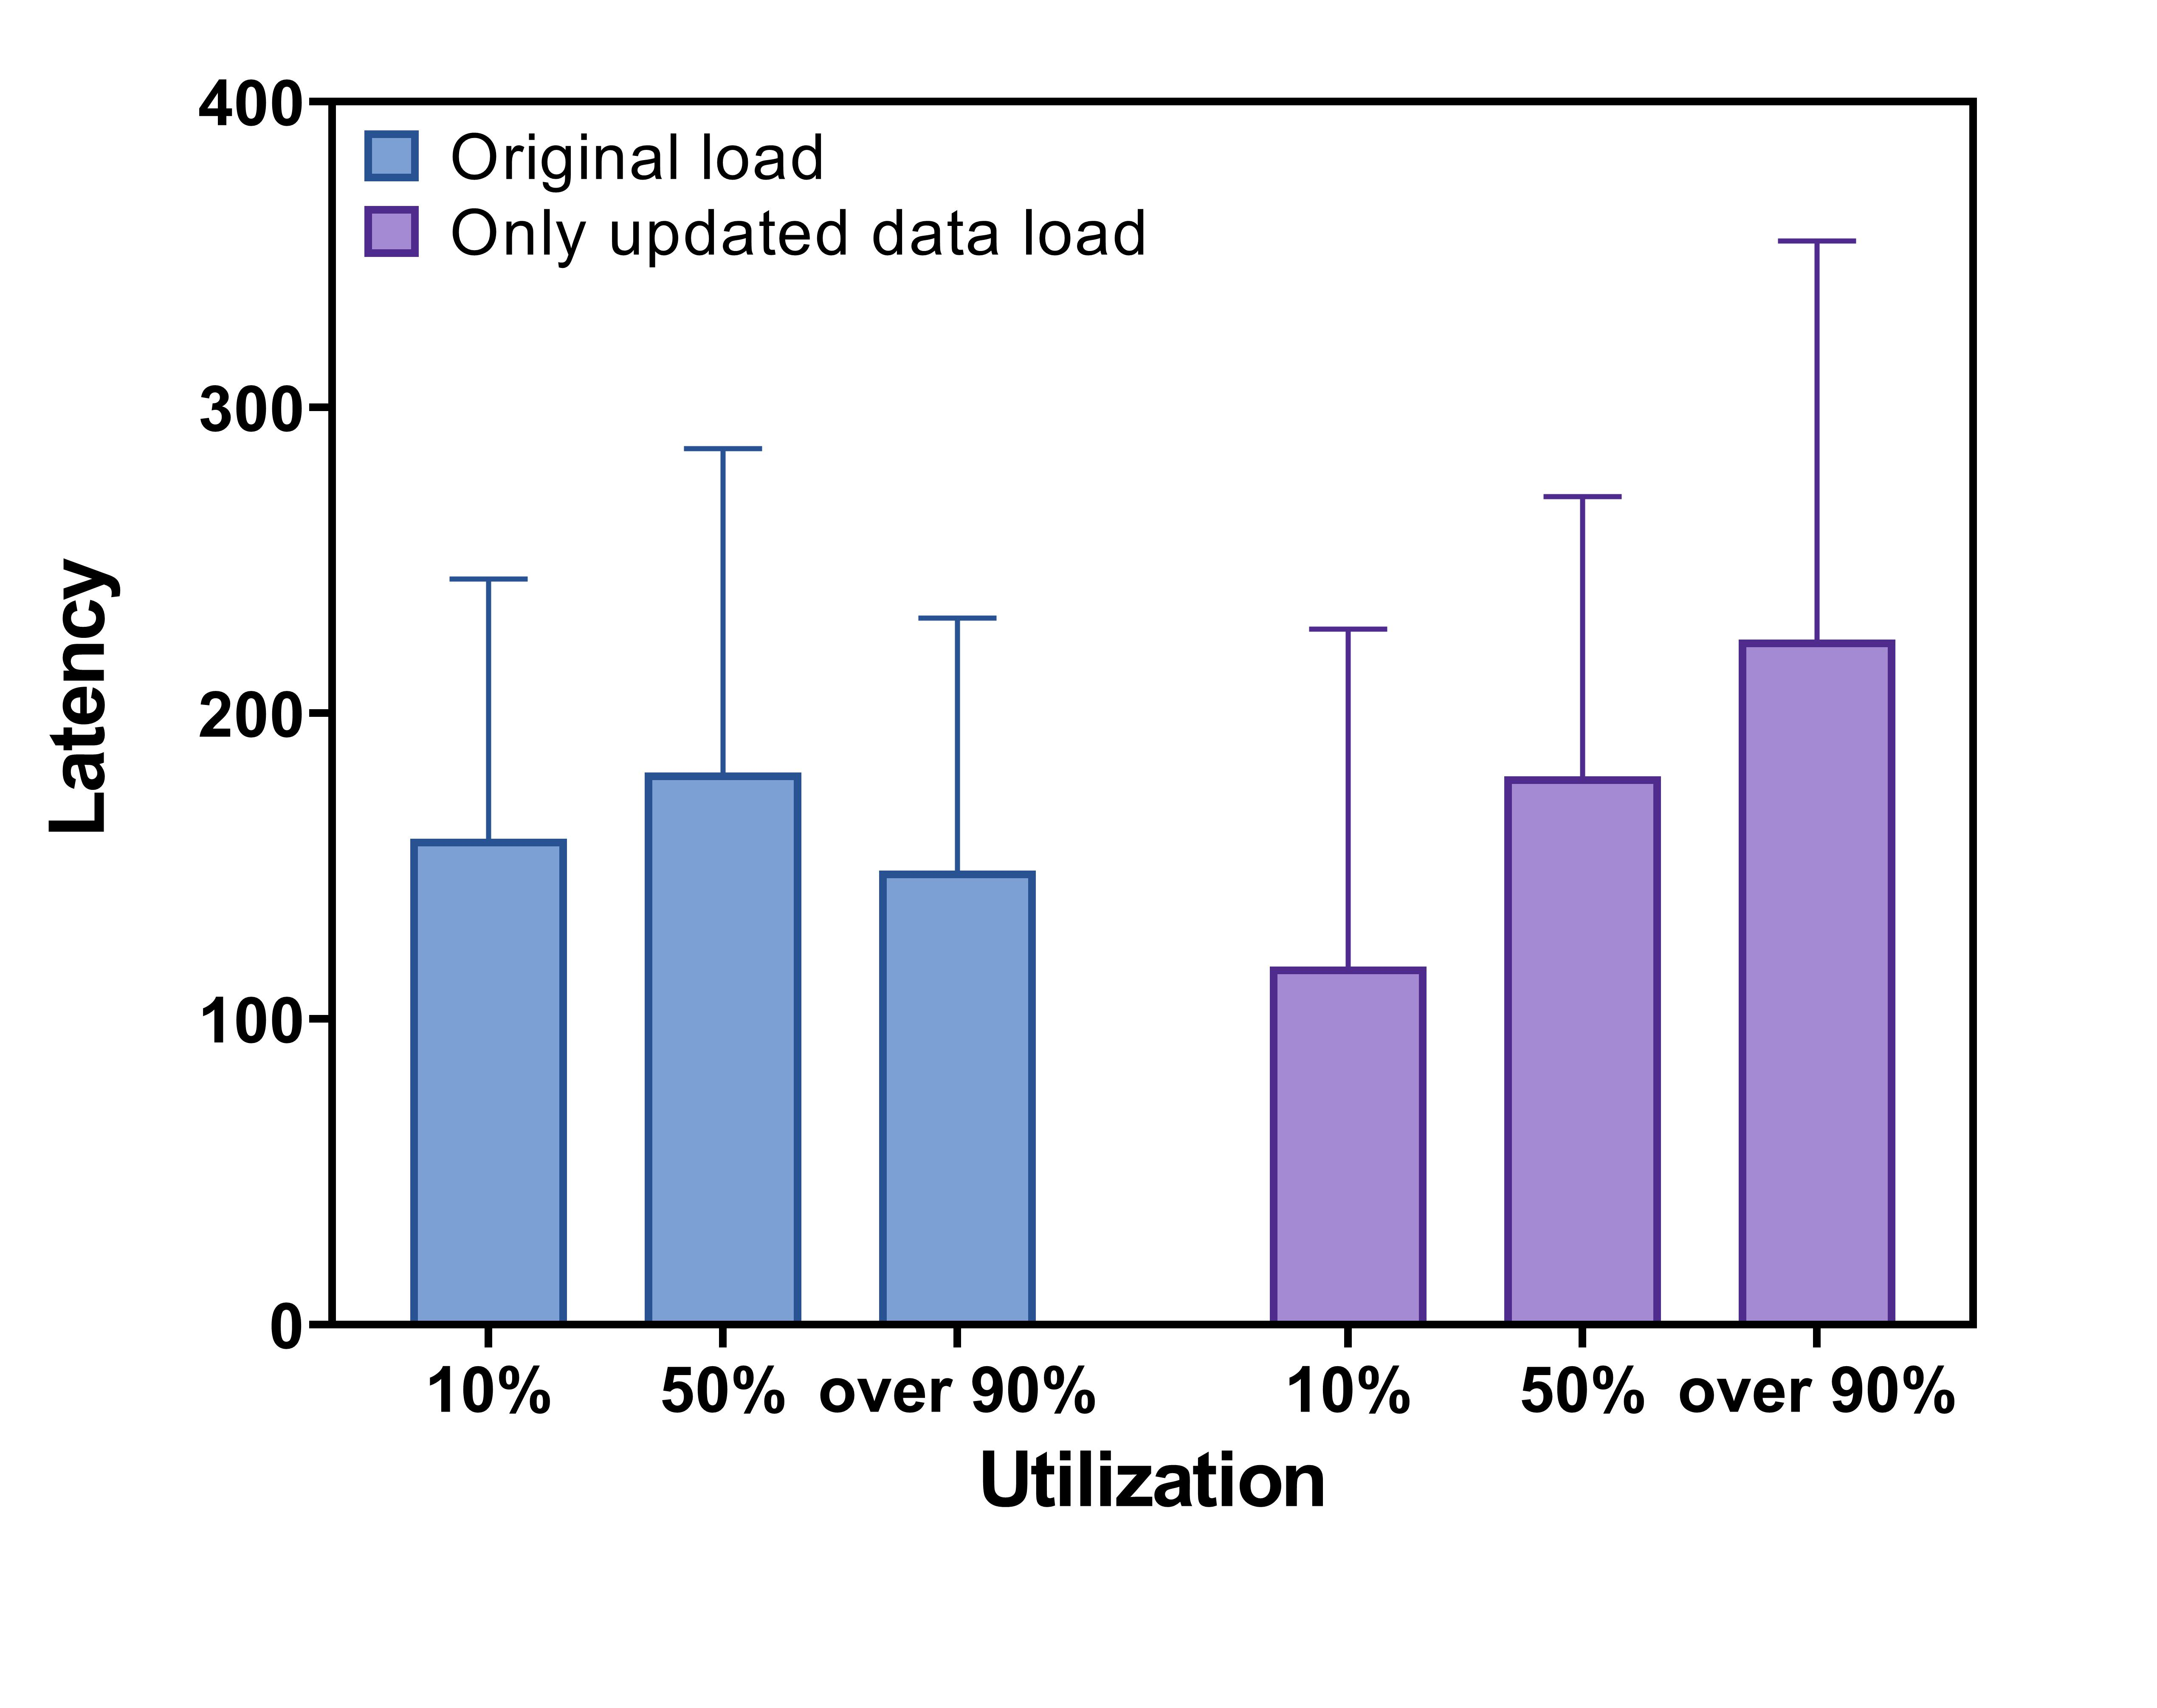 400
300
200
100
0
Latency
Original load
Only updated data load
10% 50% over 90% 10% 50% over 90%
Utilization